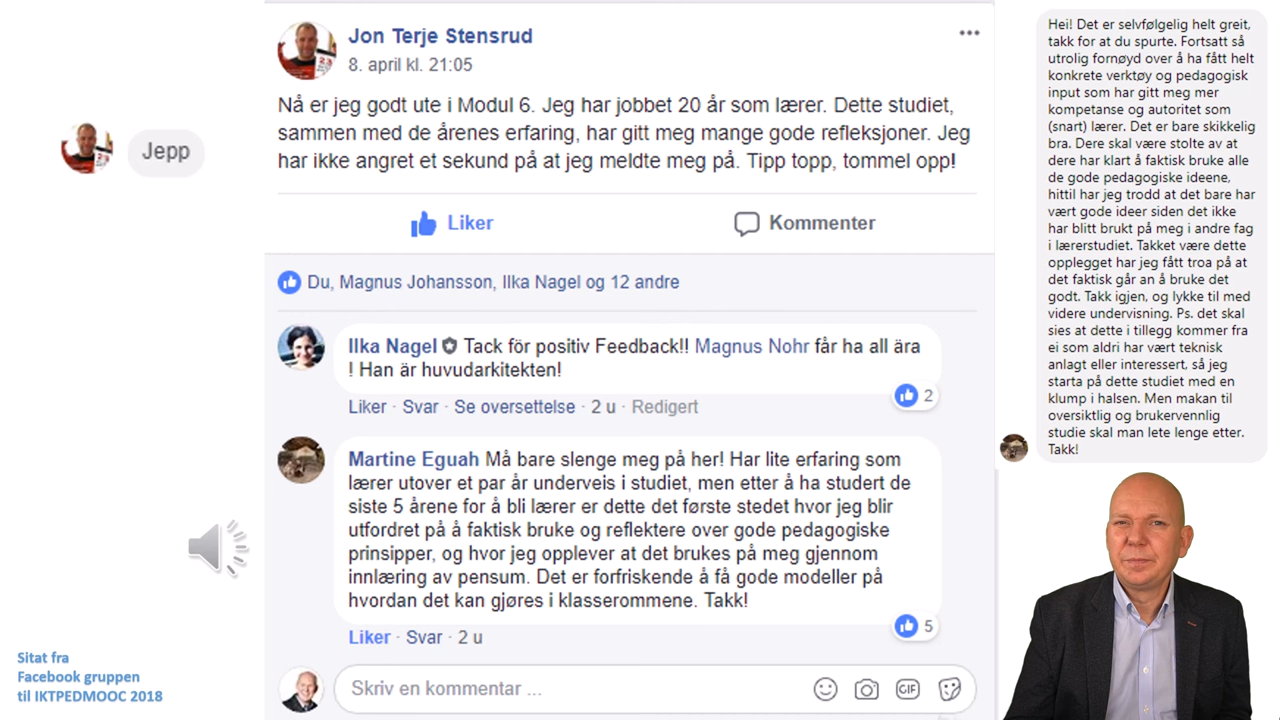 Jepp
Sitat fra
Facebook gruppen
til IKTPEDMOOC 2018
Jon Terje Stensrud
8. april kl. 21:05
Nå er jeg godt ute i Modul 6. Jeg har jobbet 20 år som lærer. Dette studiet,
sammen med de årenes erfaring, har gitt meg mange gode refleksjoner. Jeg
har ikke angret et sekund på at jeg meldte meg på. Tipp topp, tommel opp!
Liker
Kommenter
Du, Magnus Johansson, Ilka Nagel og 12 andre
Ilka Nagel Tack för positiv Feedback!! Magnus Nohr får ha all ära
! Han är huvudarkitekten!
2
Liker · Svar · Se oversettelse · 2 u · Redigert
Martine Eguah Må bare slenge meg på her! Har lite erfaring som
lærer utover et par år underveis i studiet, men etter å ha studert de
siste 5 årene for å bli lærer er dette det første stedet hvor jeg blir
utfordret på å faktisk bruke og reflektere over gode pedagogiske
prinsipper, og hvor jeg opplever at det brukes på meg gjennom
innlæring av pensum. Det er forfriskende å få gode modeller på
hvordan det kan gjøres i klasserommene. Takk!
5
Liker · Svar · 2 u
Skriv en kommentar ...
GIF
Hei! Det er selvfølgelig helt greit,
takk for at du spurte. Fortsatt så
utrolig fornøyd over å ha fått helt
konkrete verktøy og pedagogisk
input som har gitt meg mer
kompetanse og autoritet som
(snart) lærer. Det er bare skikkelig
bra. Dere skal være stolte av at
dere har klart å faktisk bruke alle
de gode pedagogiske ideene,
hittil har jeg trodd at det bare har
vært gode ideer siden det ikke
har blitt brukt på meg i andre fag
i lærerstudiet. Takket være dette
opplegget har jeg fått troa på at
det faktisk går an å bruke det
godt. Takk igjen, og lykke til med
videre undervisning. Ps. det skal
sies at dette i tillegg kommer fra
ei som aldri har vært teknisk
anlagt eller interessert, så jeg
starta på dette studiet med en
klump i halsen. Men makan til
oversiktlig og brukervennlig
studie skal man lete lenge etter.
Takk!